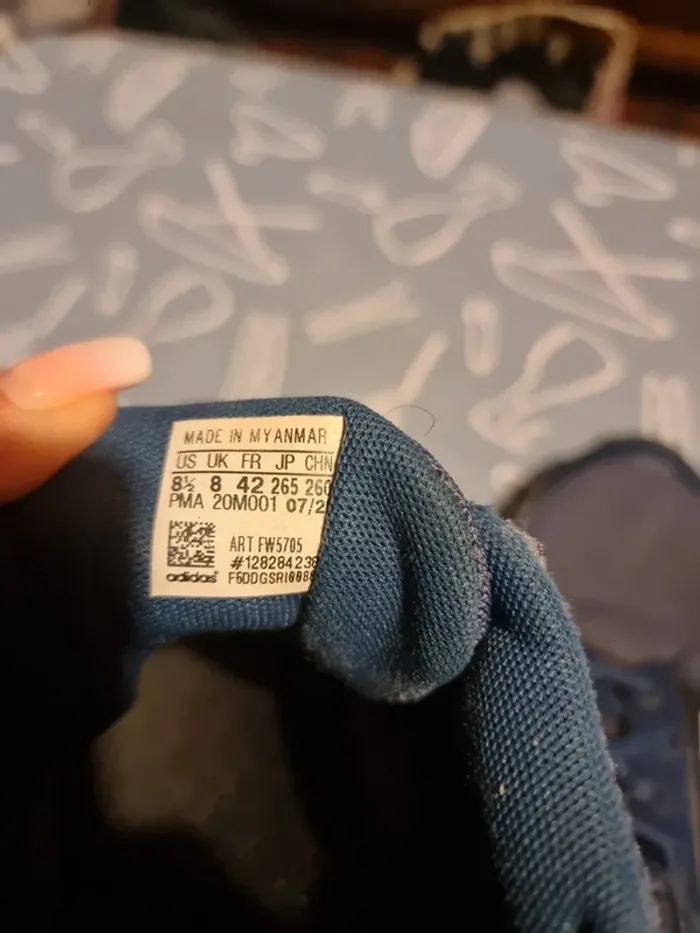 MADE IN MYANMAR
US UK FR JP CHN
8½ 8 42 265 260
PMA 20M001 07/2
ART FW5705
#128284238
adidas